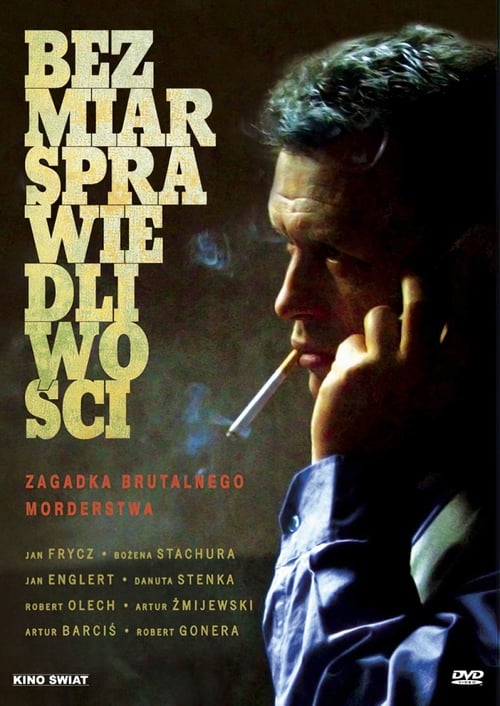 BEZ
MIAR
SPRA
WIE
DLI
WO
ŚCI
ZAGADKA BRUTALNEGO
MORDERSTWA
JAN FRYCZ • BOŻENA STACHURA
JAN ENGLERT • DANUTA STENKA
ROBERT OLECH • ARTUR ŻMIJEWSKI
ARTUR BARCIŚ • ROBERT GONERA
KINO ŚWIAT
DVD
VIDEO